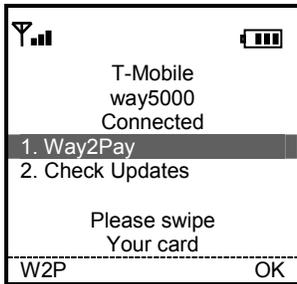 T-Mobile
way5000
Connected
1. Way2Pay
2. Check Updates
Please swipe
Your card
W2P OK